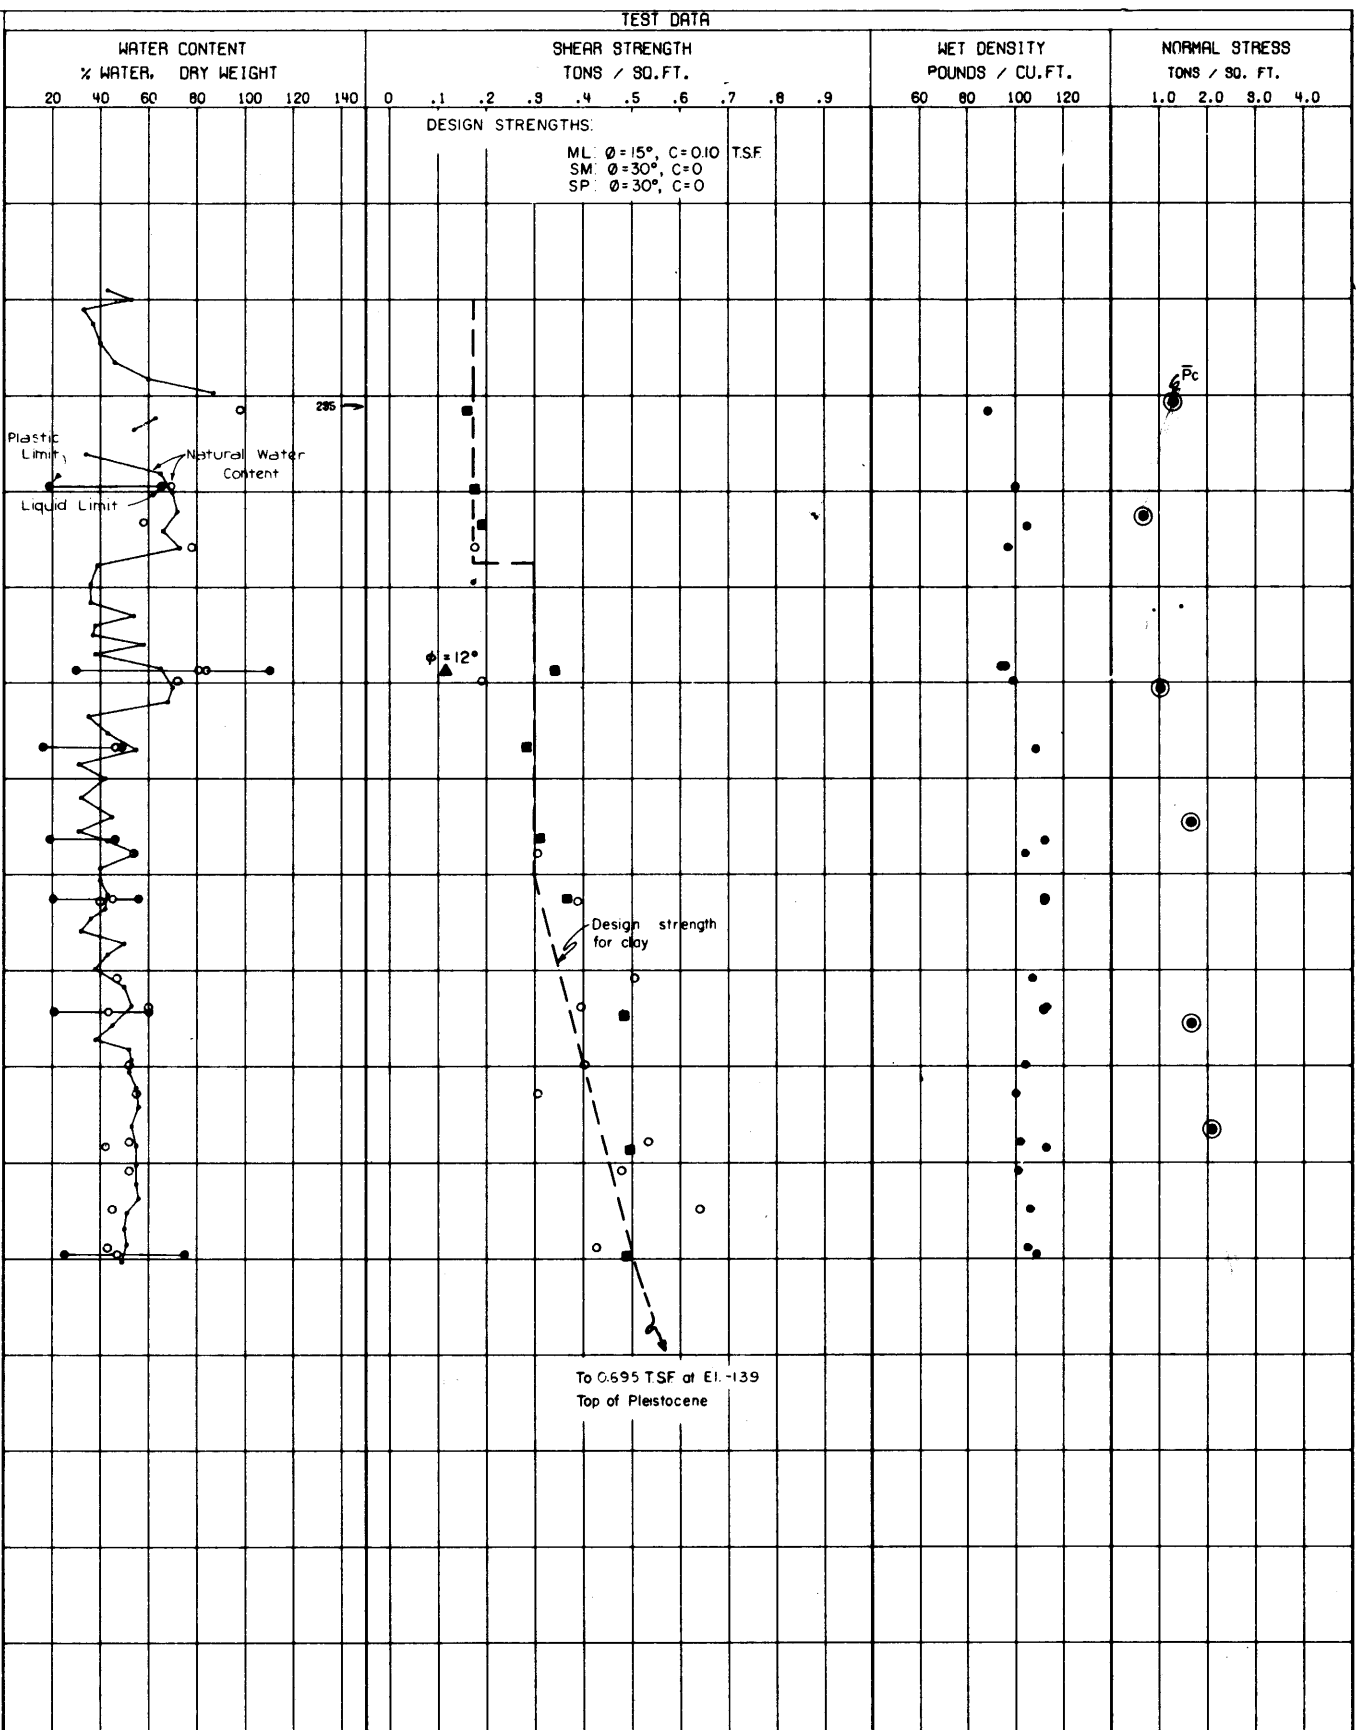 TEST DATA
WATER CONTENT
% WATER, DRY WEIGHT
SHEAR STRENGTH
TONS / SQ.FT.
WET DENSITY
POUNDS / CU.FT.
NORMAL STRESS
TONS / SQ. FT.
20 40 60 80 100 120 140
0 .1 .2 .3 .4 .5 .6 .7 .8 .9
60 80 100 120
1.0 2.0 3.0 4.0
DESIGN STRENGTHS:
ML: Ø=15°, C=0.10 T.S.F.
SM: Ø=30°, C=0
SP: Ø=30°, C=0
P̅c
295
Plastic
Limit
Natural Water
Content
Liquid Limit
ϕ=12°
Design strength
for clay
To 0.695 T.S.F. at El.-139
Top of Pleistocene